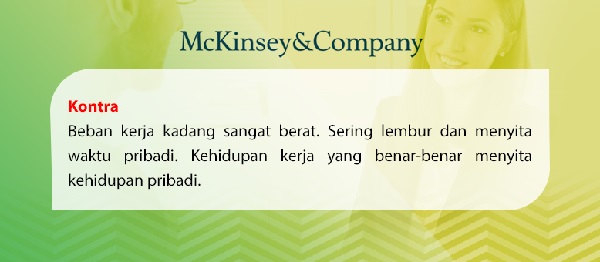 McKinsey&Company
Kontra
Beban kerja kadang sangat berat. Sering lembur dan menyita
waktu pribadi. Kehidupan kerja yang benar-benar menyita
kehidupan pribadi.